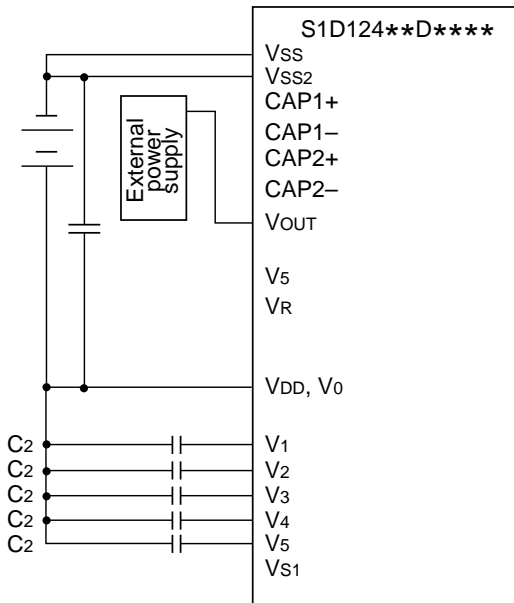 S1D124**D****
VSS
VSS2
CAP1+
CAP1–
CAP2+
CAP2–
VOUT
External
power
supply
V5
VR
VDD, V0
C2 V1
C2 V2
C2 V3
C2 V4
C2 V5
VS1